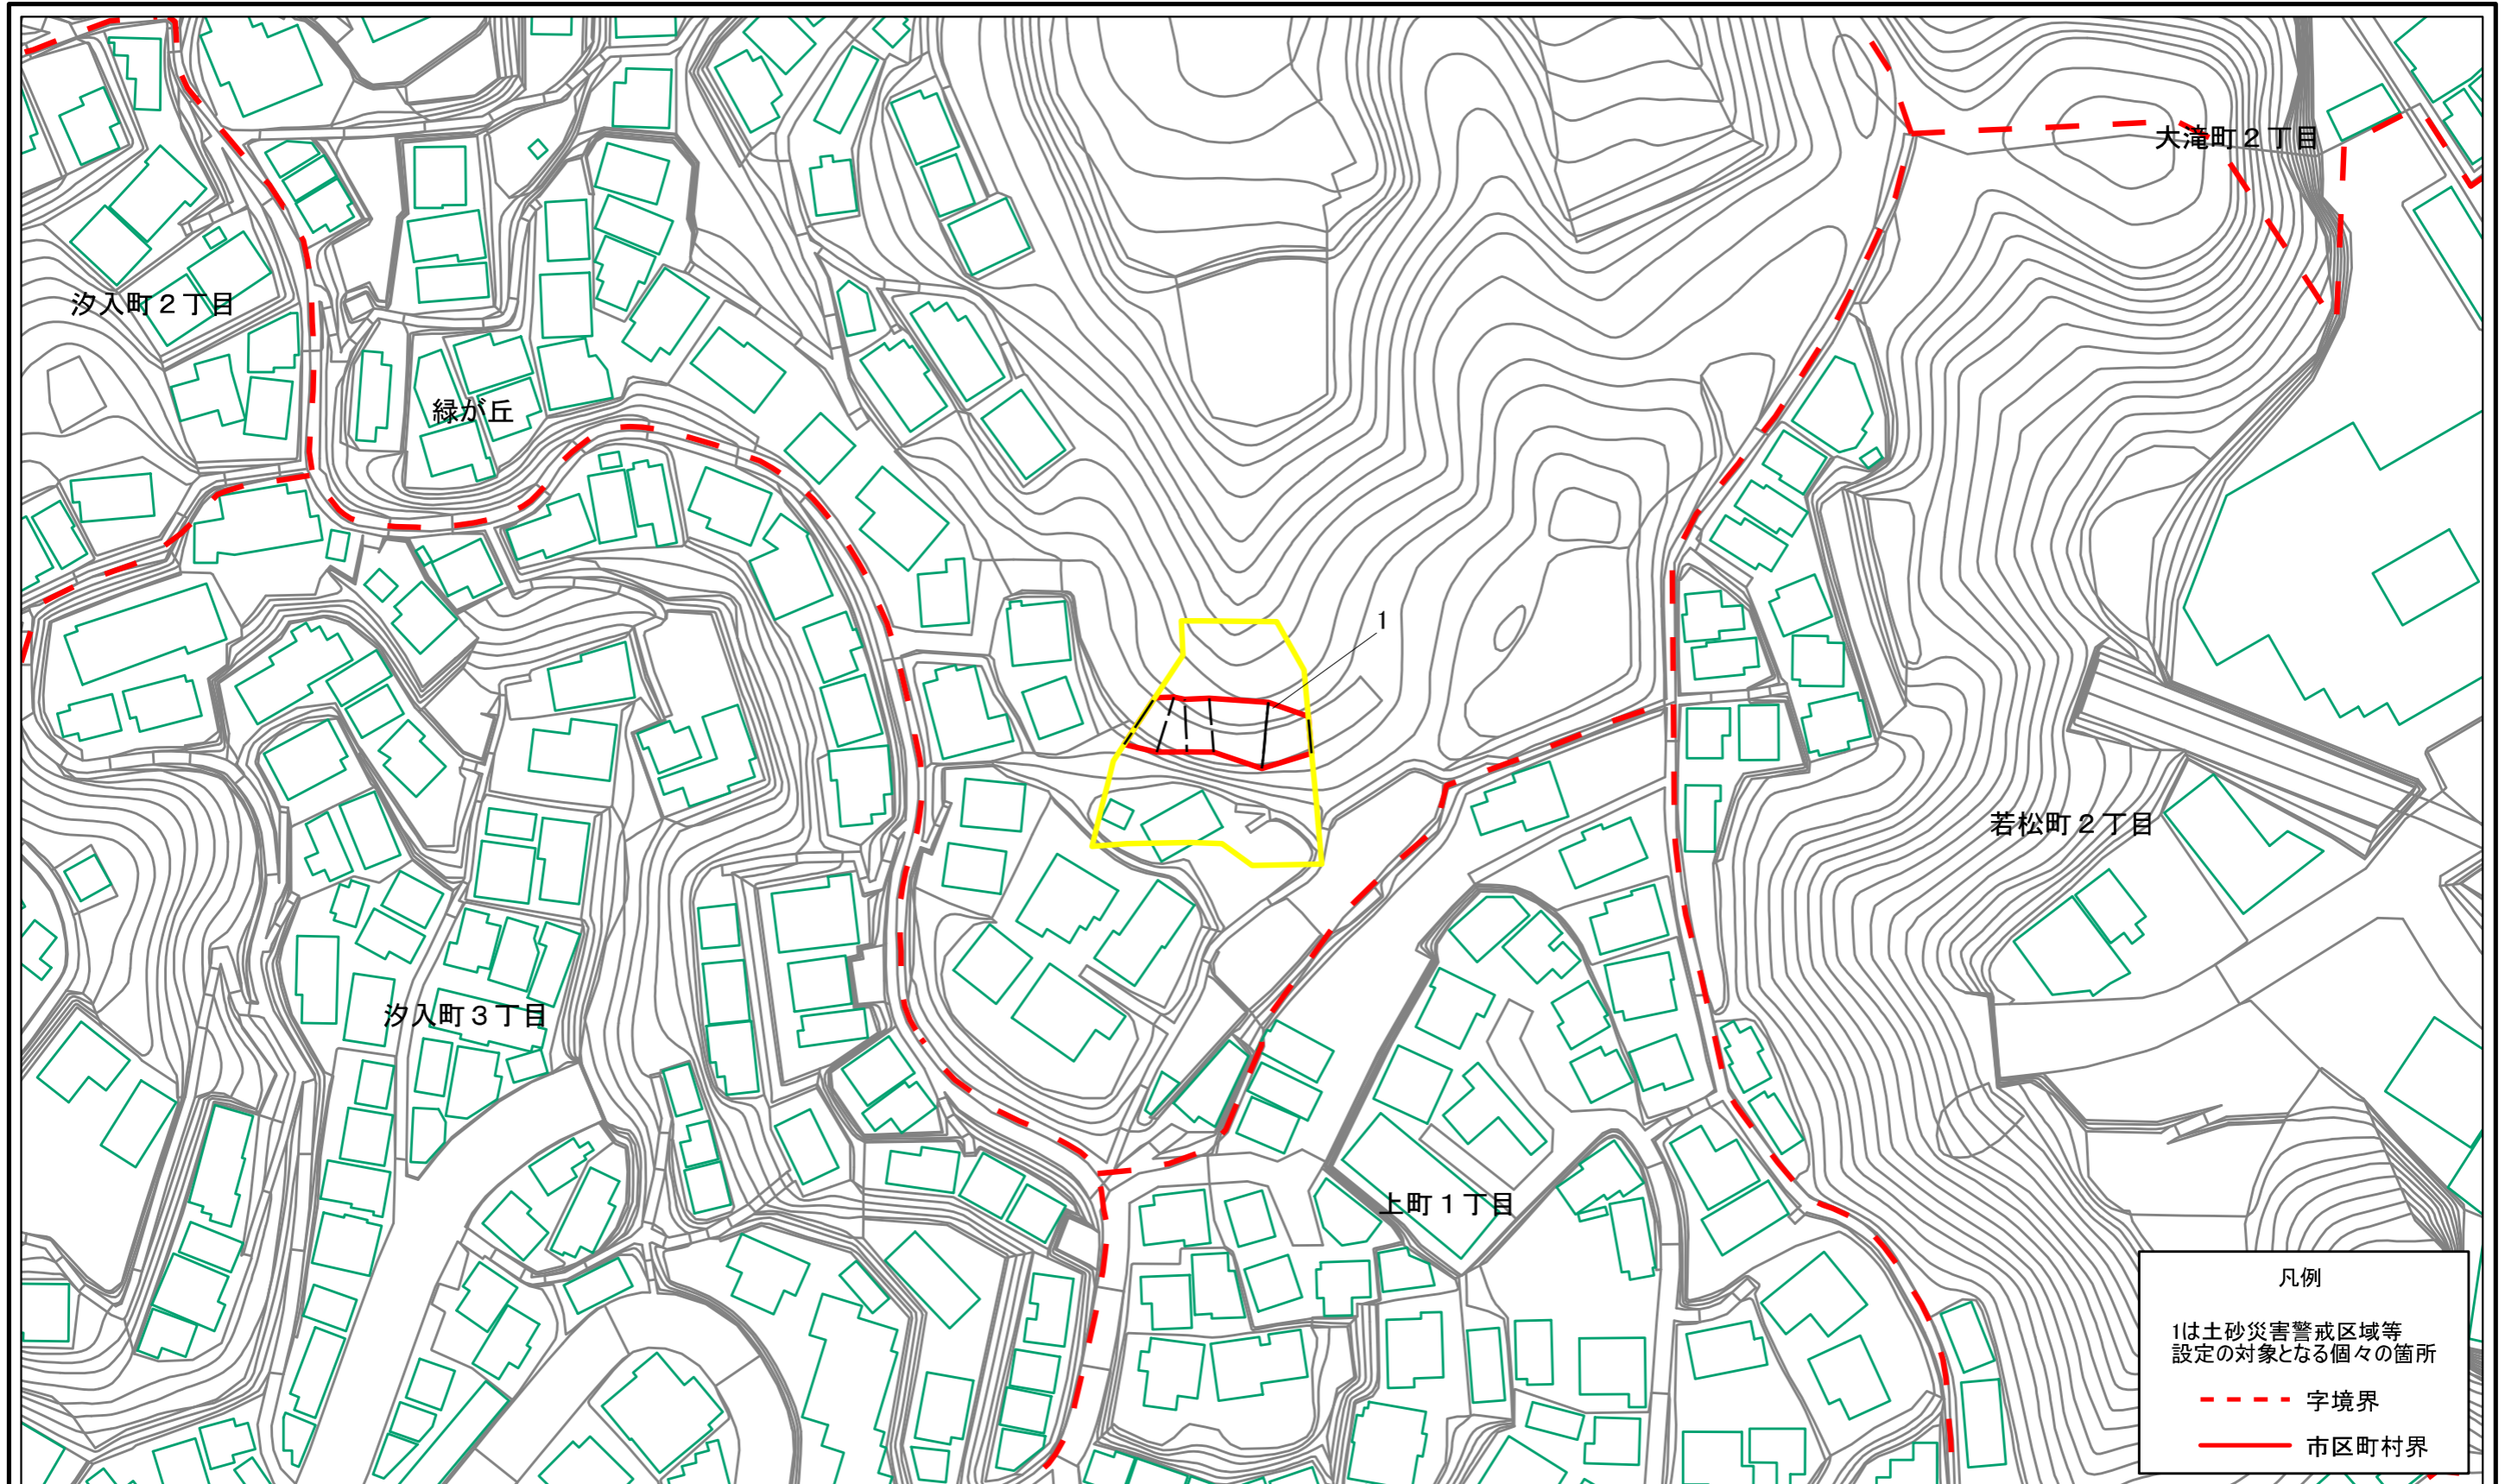 大滝町２丁目
汐入町２丁目
緑が丘
1
若松町２丁目
汐入町３丁目
上町１丁目
凡例
1は土砂災害警戒区域等
設定の対象となる個々の箇所
字境界
市区町村界